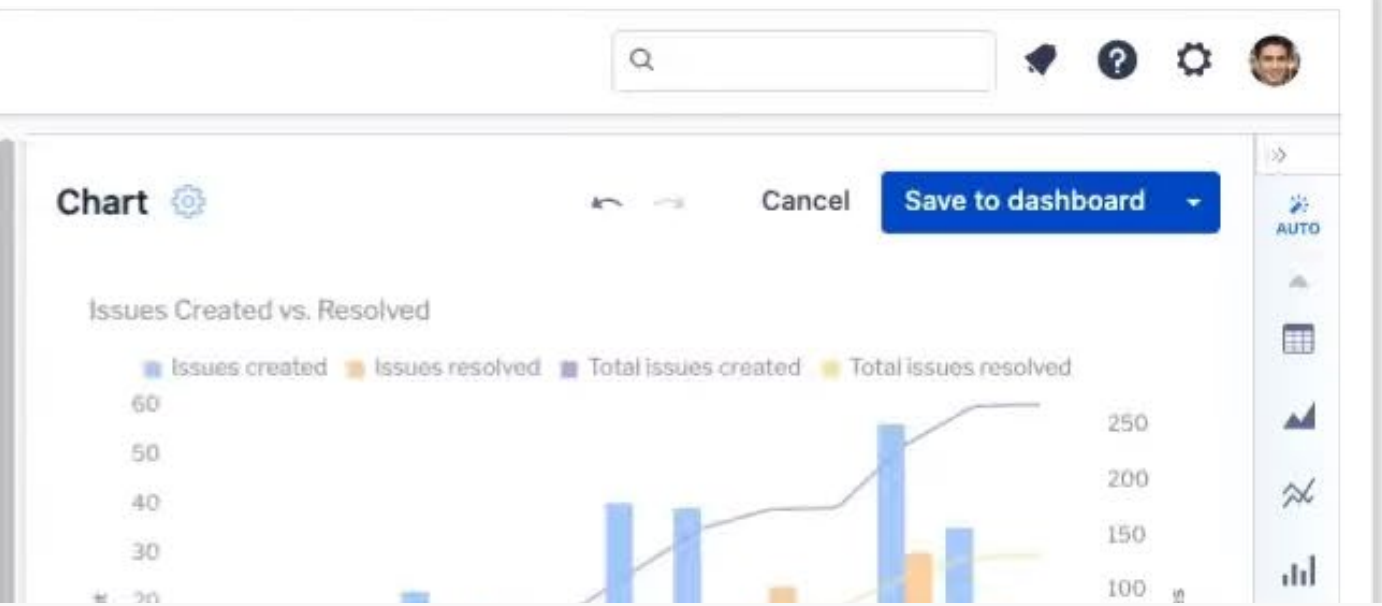 Chart
Cancel
Save to dashboard
AUTO
Issues Created vs. Resolved
Issues created Issues resolved Total issues created Total issues resolved
60
250
50
200
40
150
30
100
20